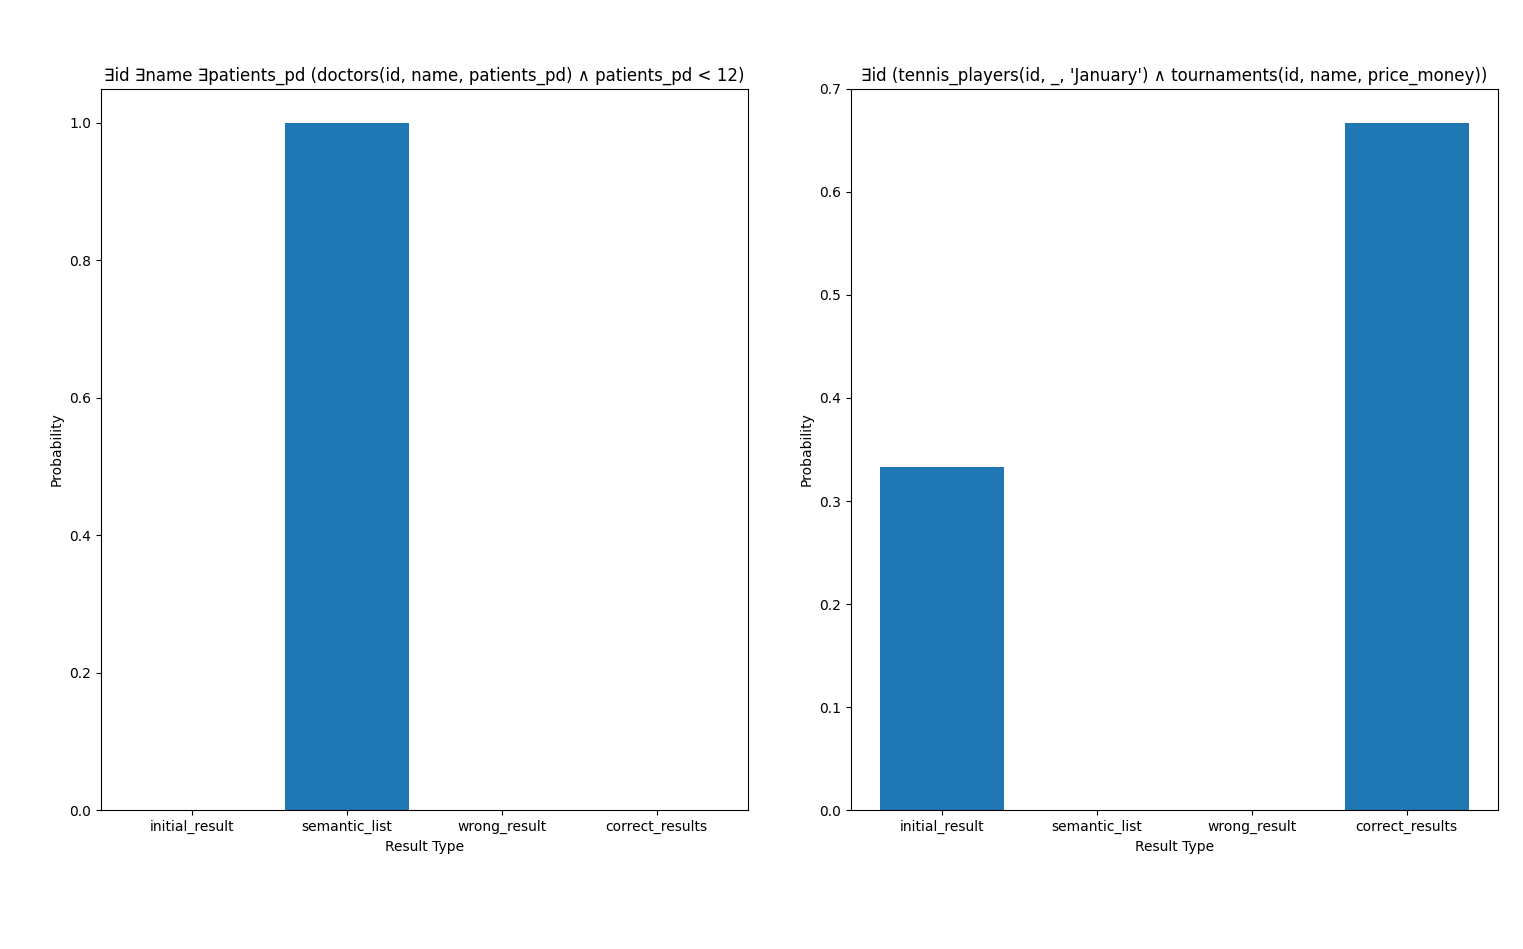 ∃id ∃name ∃patients_pd (doctors(id, name, patients_pd) ∧ patients_pd < 12)
1.0
0.8
0.6
0.4
0.2
0.0
Probability
initial_result semantic_list wrong_result correct_results
Result Type
∃id (tennis_players(id, _, 'January') ∧ tournaments(id, name, price_money))
0.7
0.6
0.5
0.4
0.3
0.2
0.1
0.0
Probability
initial_result semantic_list wrong_result correct_results
Result Type